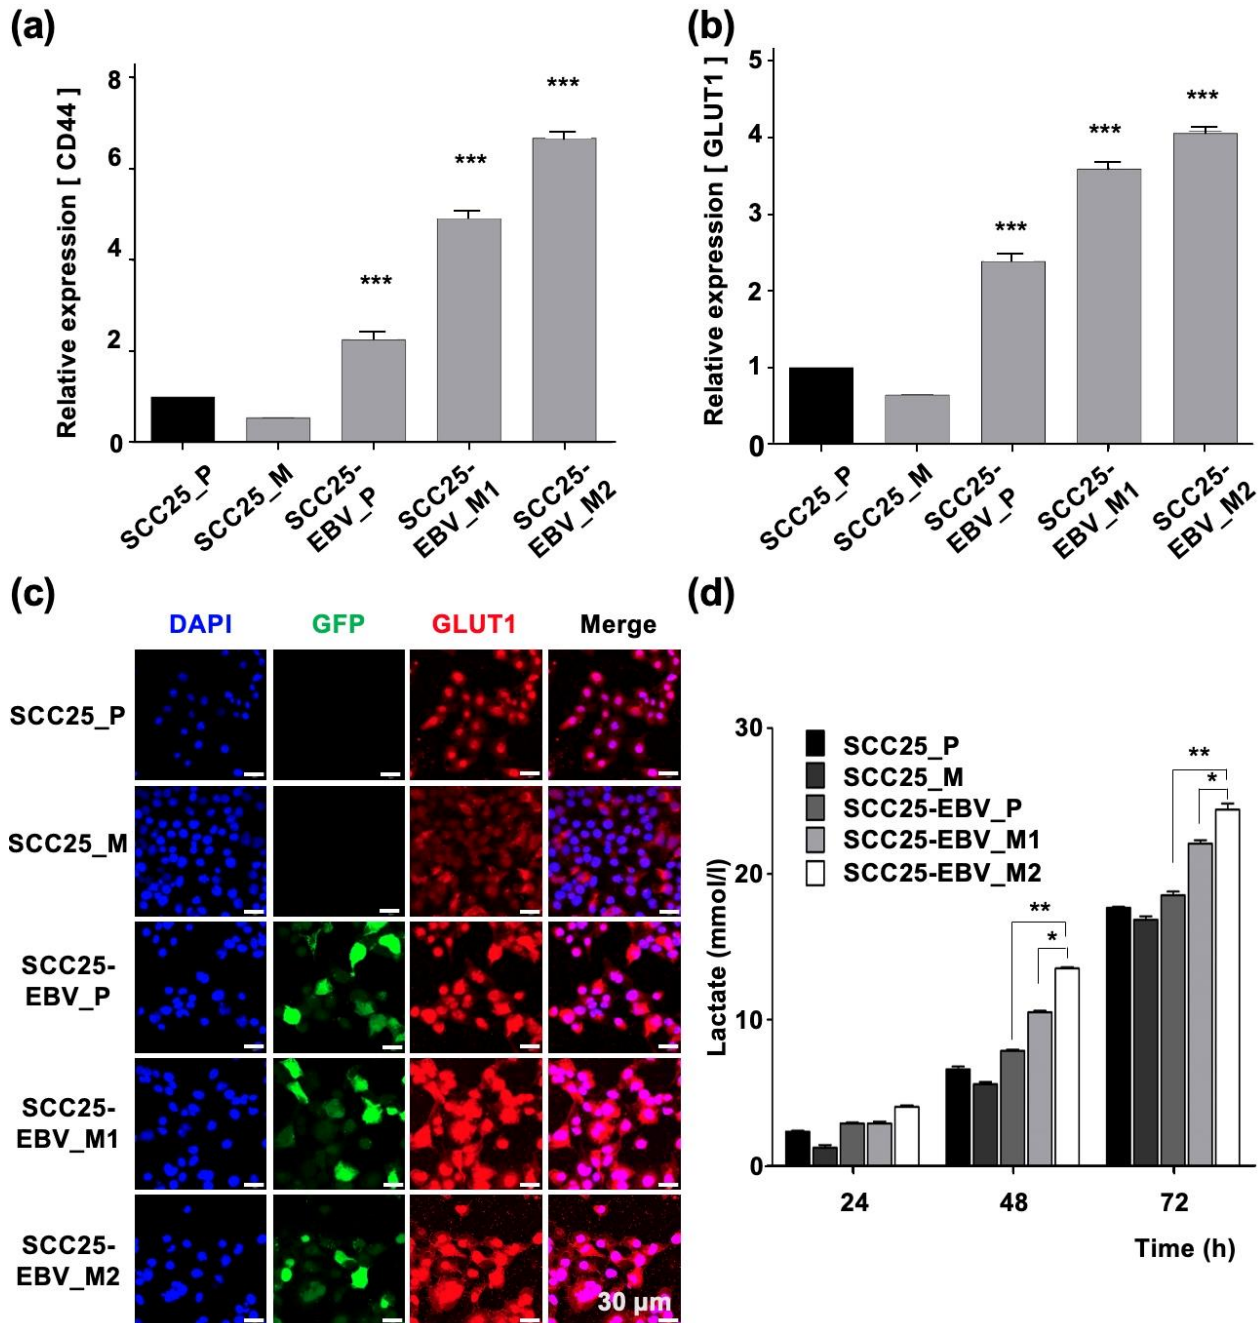 (a)
Relative expression [ CD44 ]
8
6
4
2
0
***
***
***
SCC25_P
SCC25_M
SCC25-
EBV_P
SCC25-
EBV_M1
SCC25-
EBV_M2
(b)
Relative expression [ GLUT1 ]
5
4
3
2
1
0
***
***
***
SCC25_P
SCC25_M
SCC25-
EBV_P
SCC25-
EBV_M1
SCC25-
EBV_M2
(c)
DAPI GFP GLUT1 Merge
SCC25_P
SCC25_M
SCC25-
EBV_P
SCC25-
EBV_M1
SCC25-
EBV_M2
30 µm
(d)
Lactate (mmol/l)
30
20
10
0
SCC25_P
SCC25_M
SCC25-EBV_P
SCC25-EBV_M1
SCC25-EBV_M2
**
*
**
*
24 48 72
Time (h)